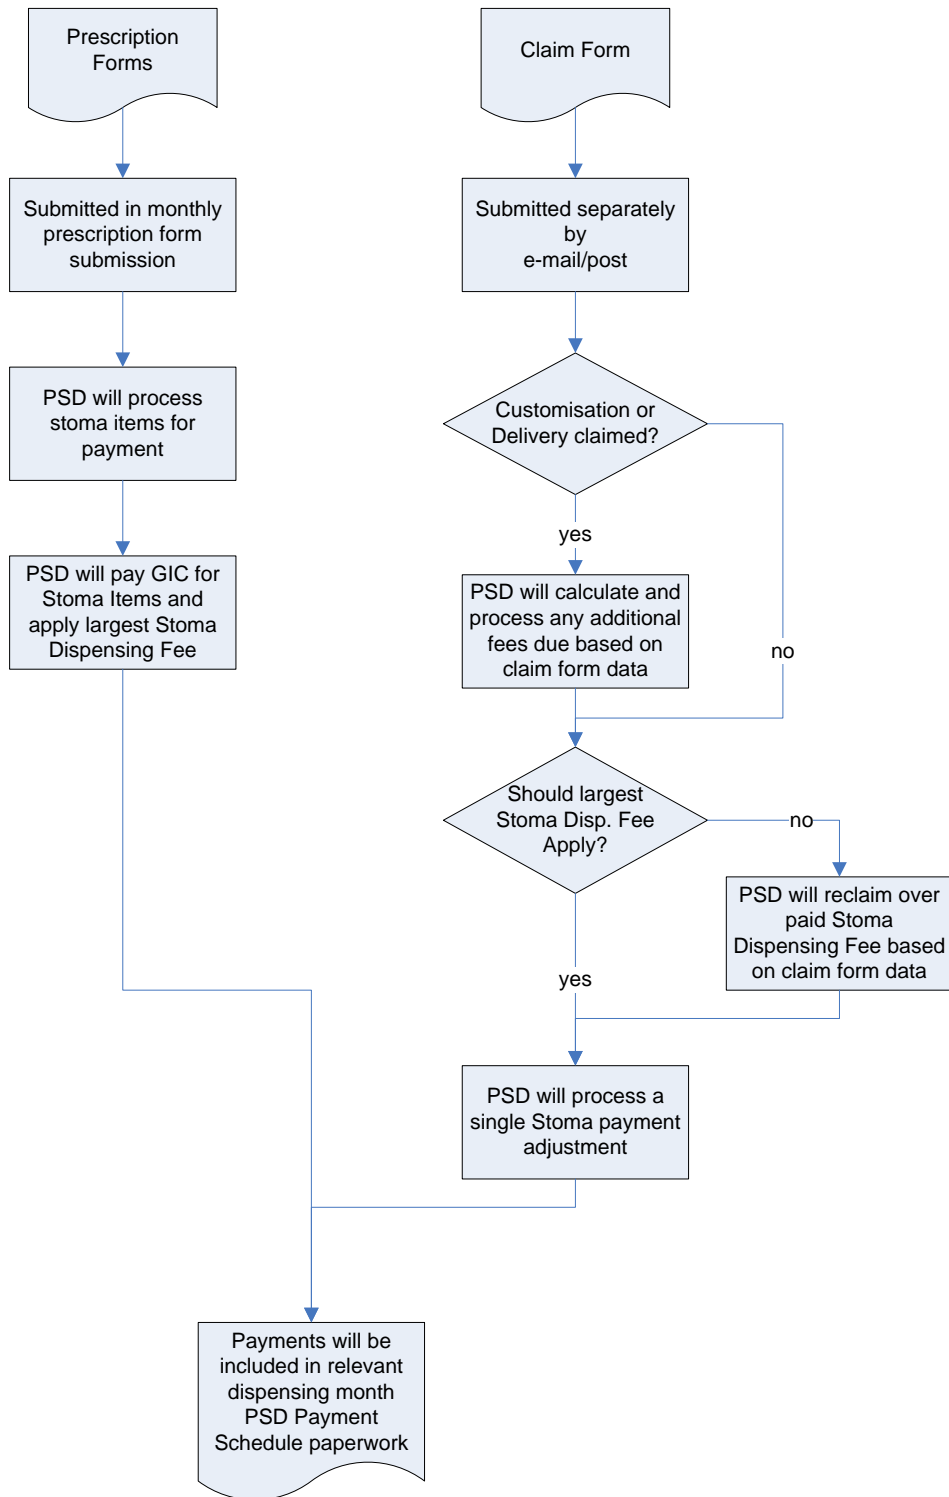 Prescription
Forms
Submitted in monthly
prescription form
submission
PSD will process
stoma items for
payment
PSD will pay GIC for
Stoma Items and
apply largest Stoma
Dispensing Fee
Claim Form
Submitted separately
by
e-mail/post
Customisation or
Delivery claimed?
yes
no
PSD will calculate and
process any additional
fees due based on
claim form data
Should largest
Stoma Disp. Fee
Apply?
no
yes
PSD will reclaim over
paid Stoma
Dispensing Fee based
on claim form data
PSD will process a
single Stoma payment
adjustment
Payments will be
included in relevant
dispensing month
PSD Payment
Schedule paperwork